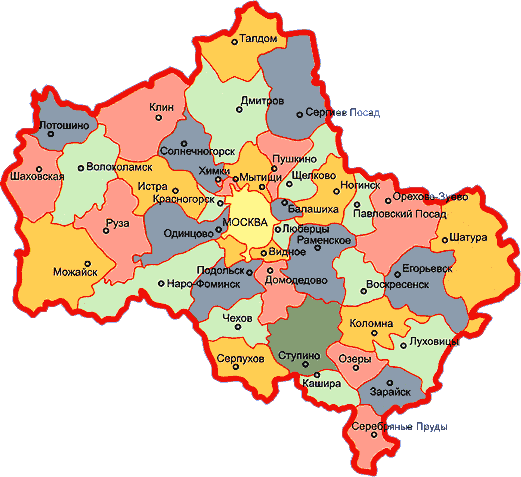 Талдом
Клин
Дмитров
Сергиев Посад
Лотошино
Солнечногорск
Пушкино
Шаховская
Волоколамск
Химки
Мытищи
Щелково
Истра
Ногинск
Красногорск
Орехово-Зуево
Балашиха
Павловский Посад
Руза
МОСКВА
Одинцово
Люберцы
Раменское
Шатура
Видное
Можайск
Подольск
Егорьевск
Наро-Фоминск
Домодедово
Воскресенск
Чехов
Коломна
Луховицы
Серпухов
Ступино
Озеры
Кашира
Зарайск
Серебряные Пруды